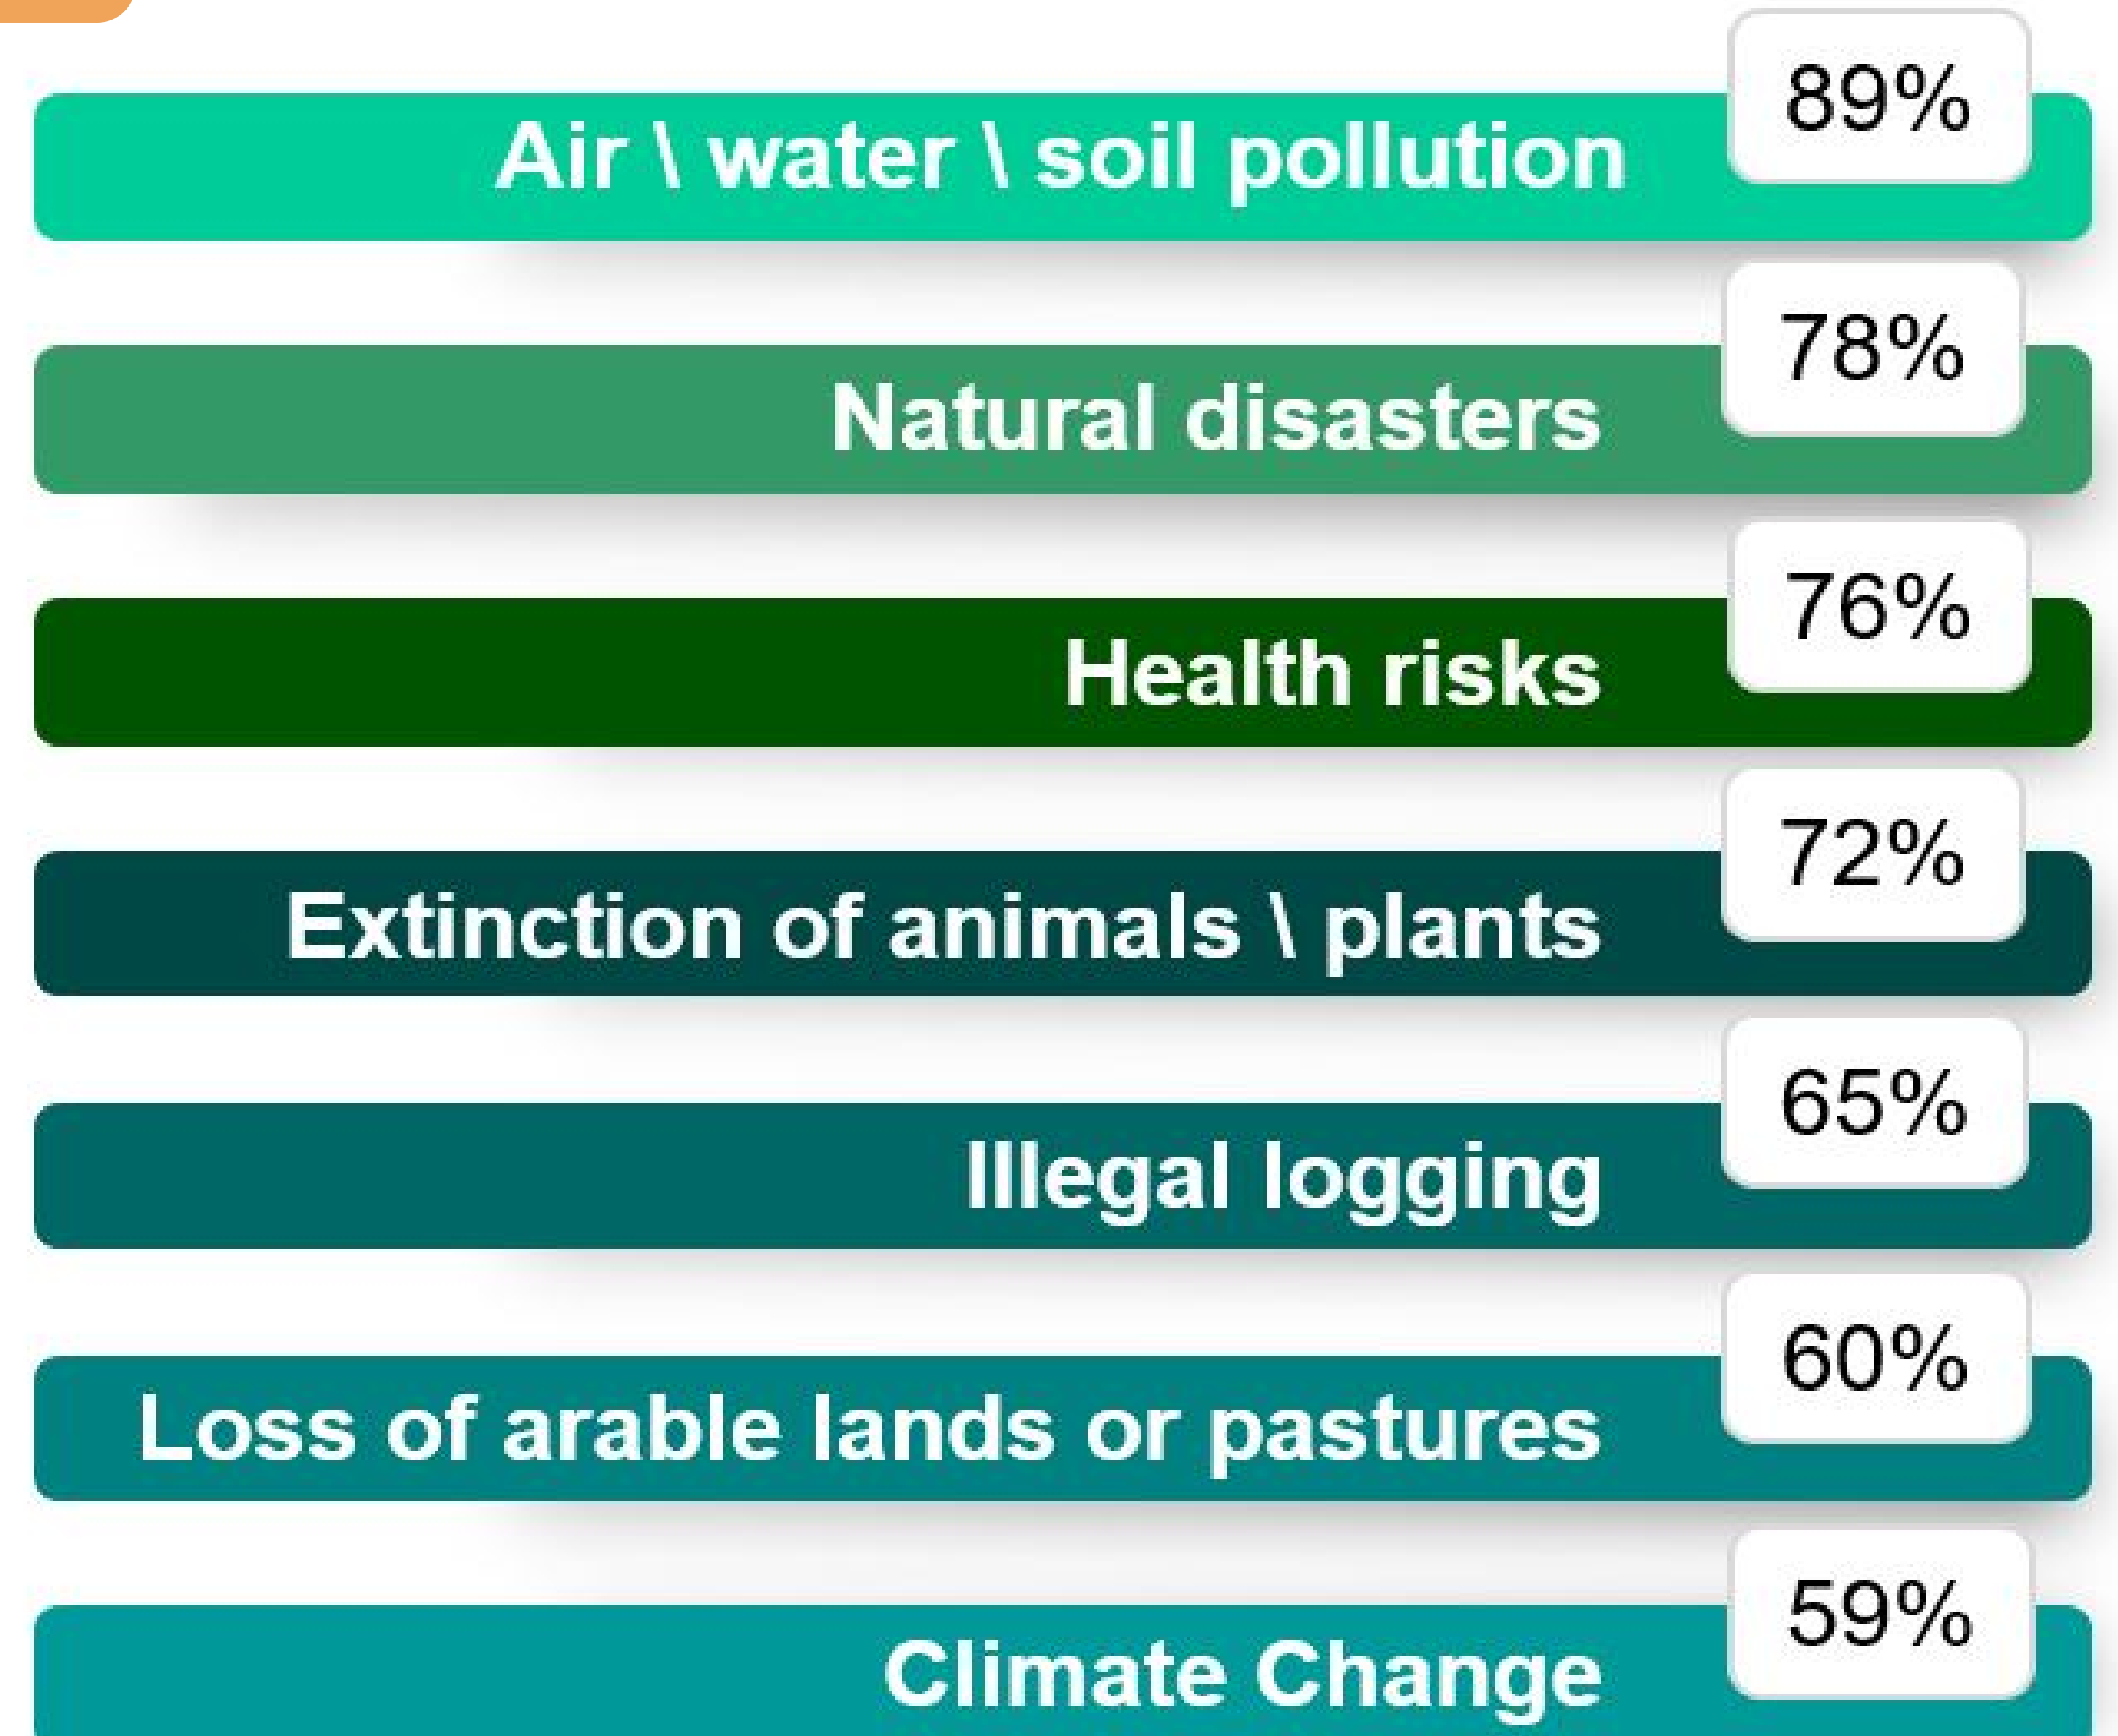 89%
Air \ water \ soil pollution
78%
Natural disasters
76%
Health risks
72%
Extinction of animals \ plants
65%
Illegal logging
60%
Loss of arable lands or pastures
59%
Climate Change